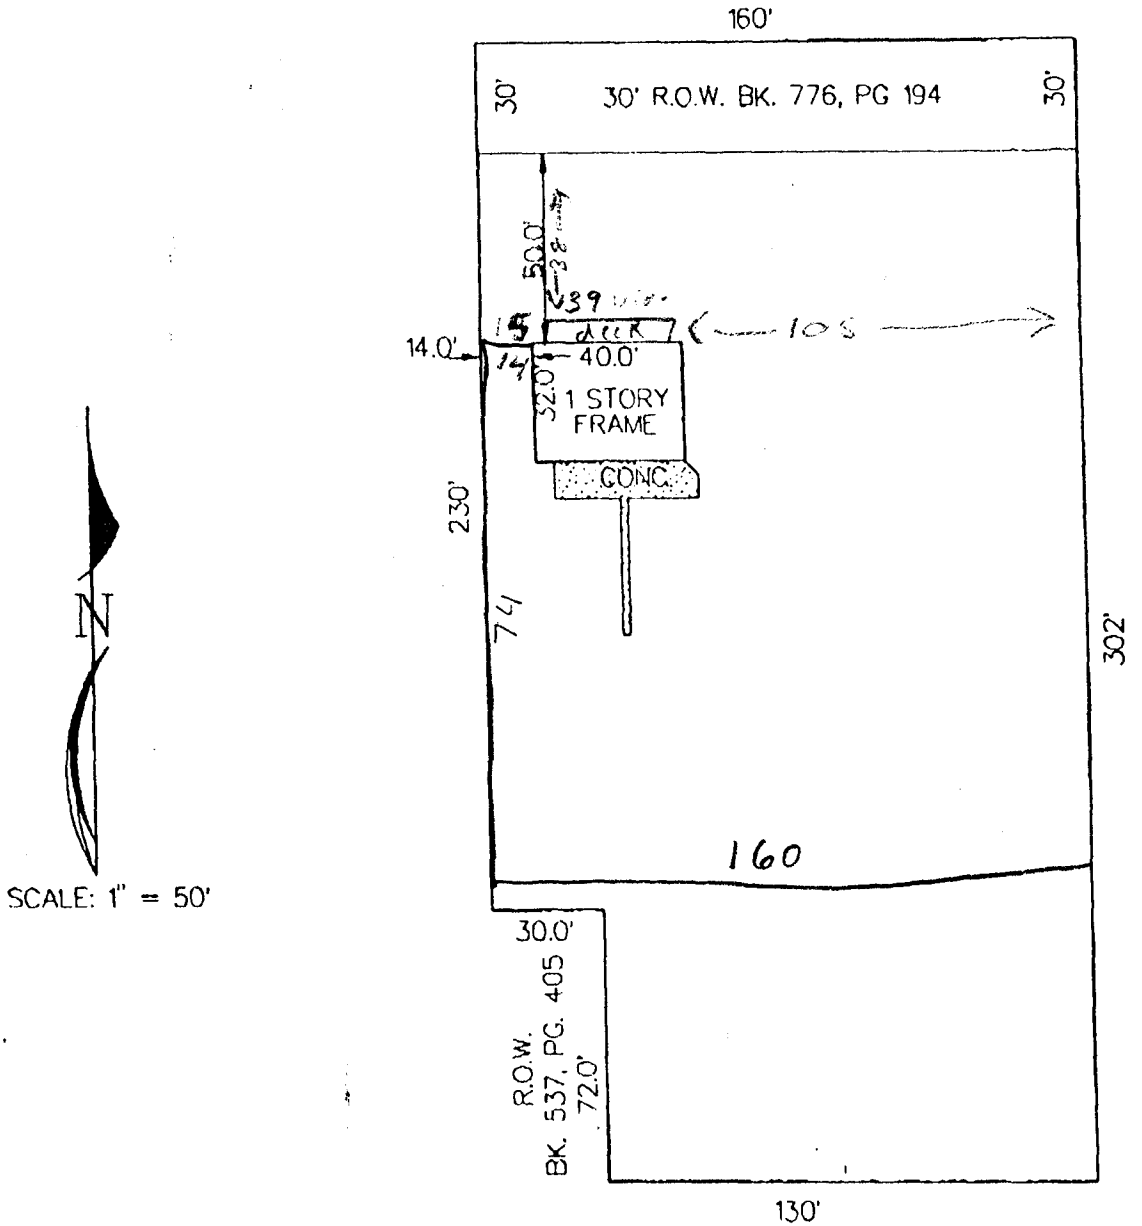 160'
30'
30' R.O.W. BK. 776, PG 194
30'
50.0'
38
39
15
deck
105
14.0'
14
40.0'
32.0'
1 STORY
FRAME
CONC.
230'
74
N
302'
160
SCALE: 1" = 50'
30.0'
R.O.W.
BK. 537, PG. 405
72.0'
130'